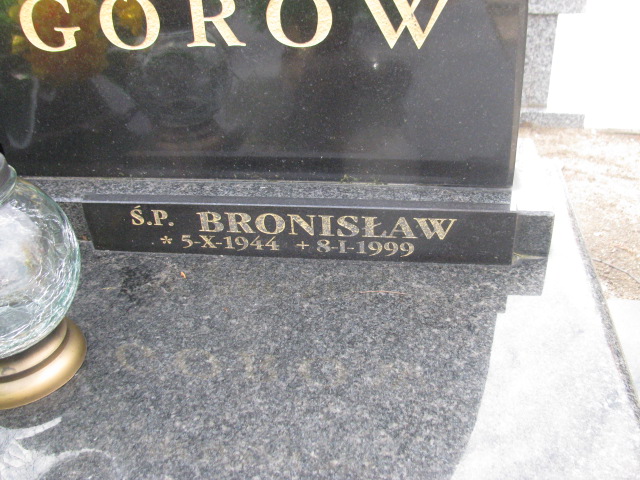 GOROW
Ś.P. BRONISŁAW
* 5-X-1944 + 8-I-1999